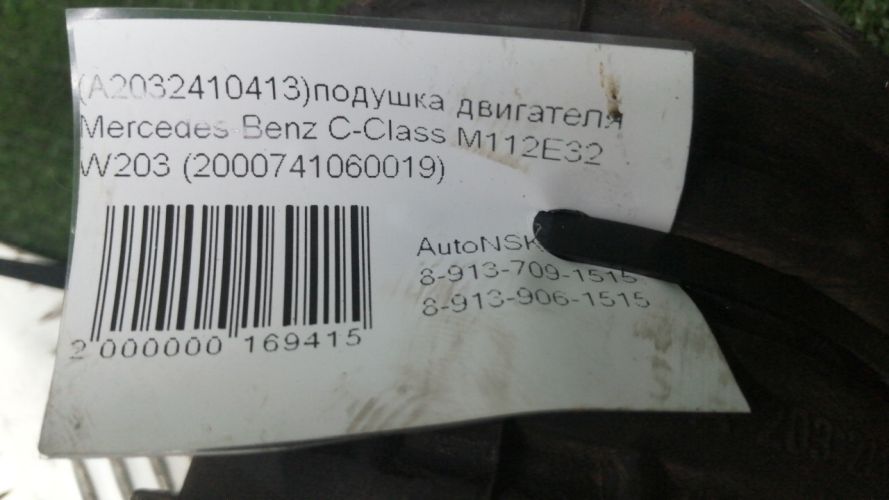 (A2032410413)подушка двигателя
Mercedes Benz C-Class M112E32
W203 (2000741060019)
AutoNSK
8-913-709-1515
8-913-906-1515
2 000000 169415